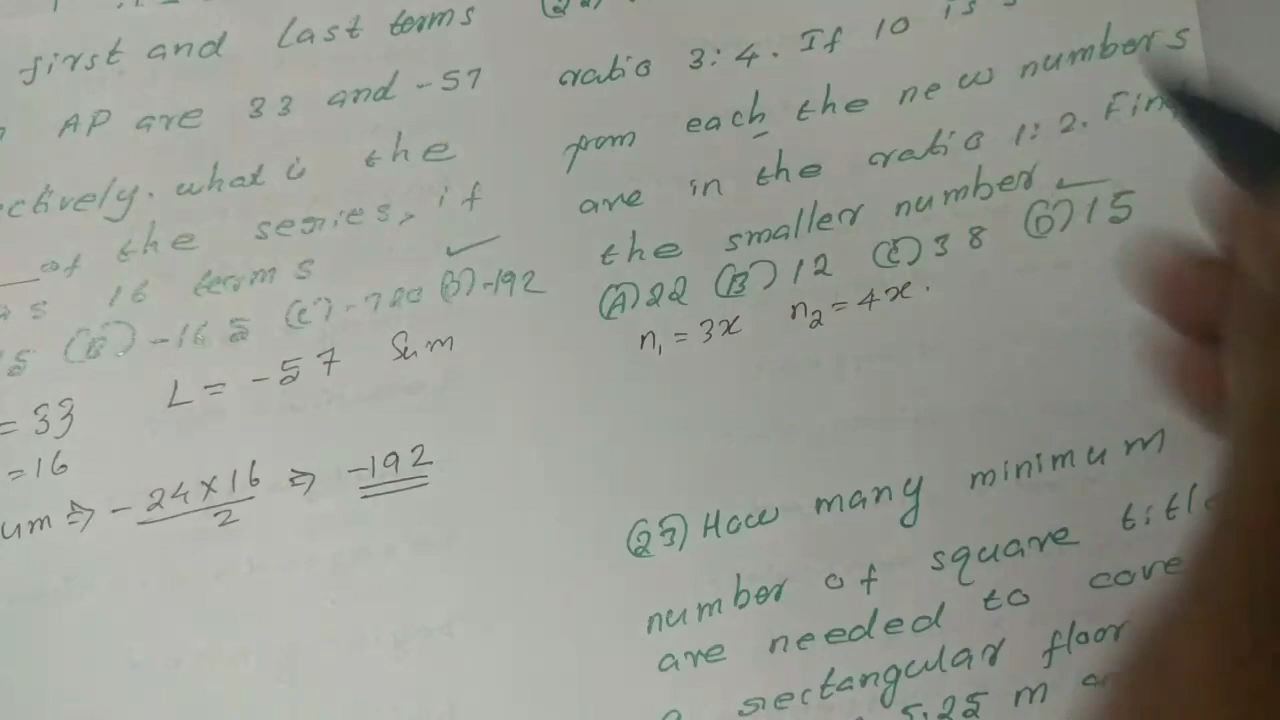 first and last terms
AP are 33 and -57
ctively. what is the
of the series, if
16 terms
(B) -165 (C) -720 (D) -192
= 33 L = -57 Sum
= 16
um ⇒ -24×16/2 ⇒ -192
ratio 3:4. If 10 is
from each the new numbers
are in the ratio 1:2. Find
the smaller number
(A) 22 (B) 12 (C) 38 (D) 15
n₁ = 3x n₂ = 4x.
(23) How many minimum
number of square title
are needed to cove
rectangular floor
5.25 m